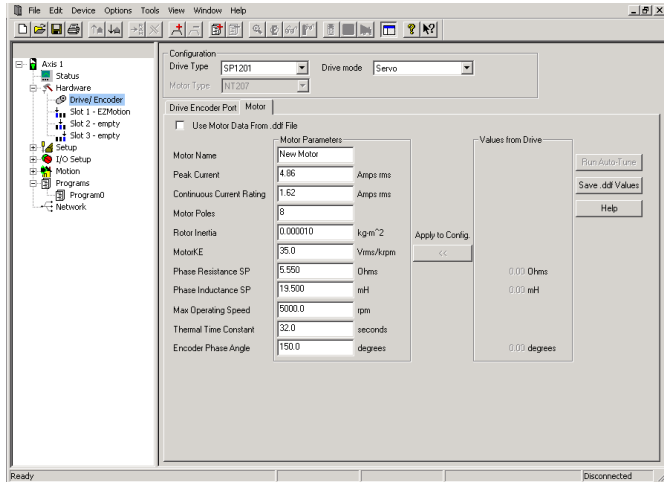 File Edit Device Options Tools View Window Help
Configuration
Drive Type SP1201 Drive mode Servo
Motor Type NT207
Axis 1
Status
Hardware
Drive/ Encoder
Slot 1 - EZMotion
Slot 2 - empty
Slot 3 - empty
Setup
I/O Setup
Motion
Programs
Program0
Network
Drive Encoder Port Motor
Use Motor Data From .ddf File
Motor Parameters Values from Drive
Motor Name New Motor
Peak Current 4.86 Amps rms
Continuous Current Rating 1.62 Amps rms
Motor Poles 8
Rotor Inertia 0.000010 kg-m^2
MotorKE 35.0 Vrms/krpm
Phase Resistance SP 5.550 Ohms 0.00 Ohms
Phase Inductance SP 19.500 mH 0.00 mH
Max Operating Speed 5000.0 rpm
Thermal Time Constant 32.0 seconds
Encoder Phase Angle 150.0 degrees 0.00 degrees
Apply to Config.
<<
Run Auto-Tune
Save .ddf Values
Help
Ready Disconnected